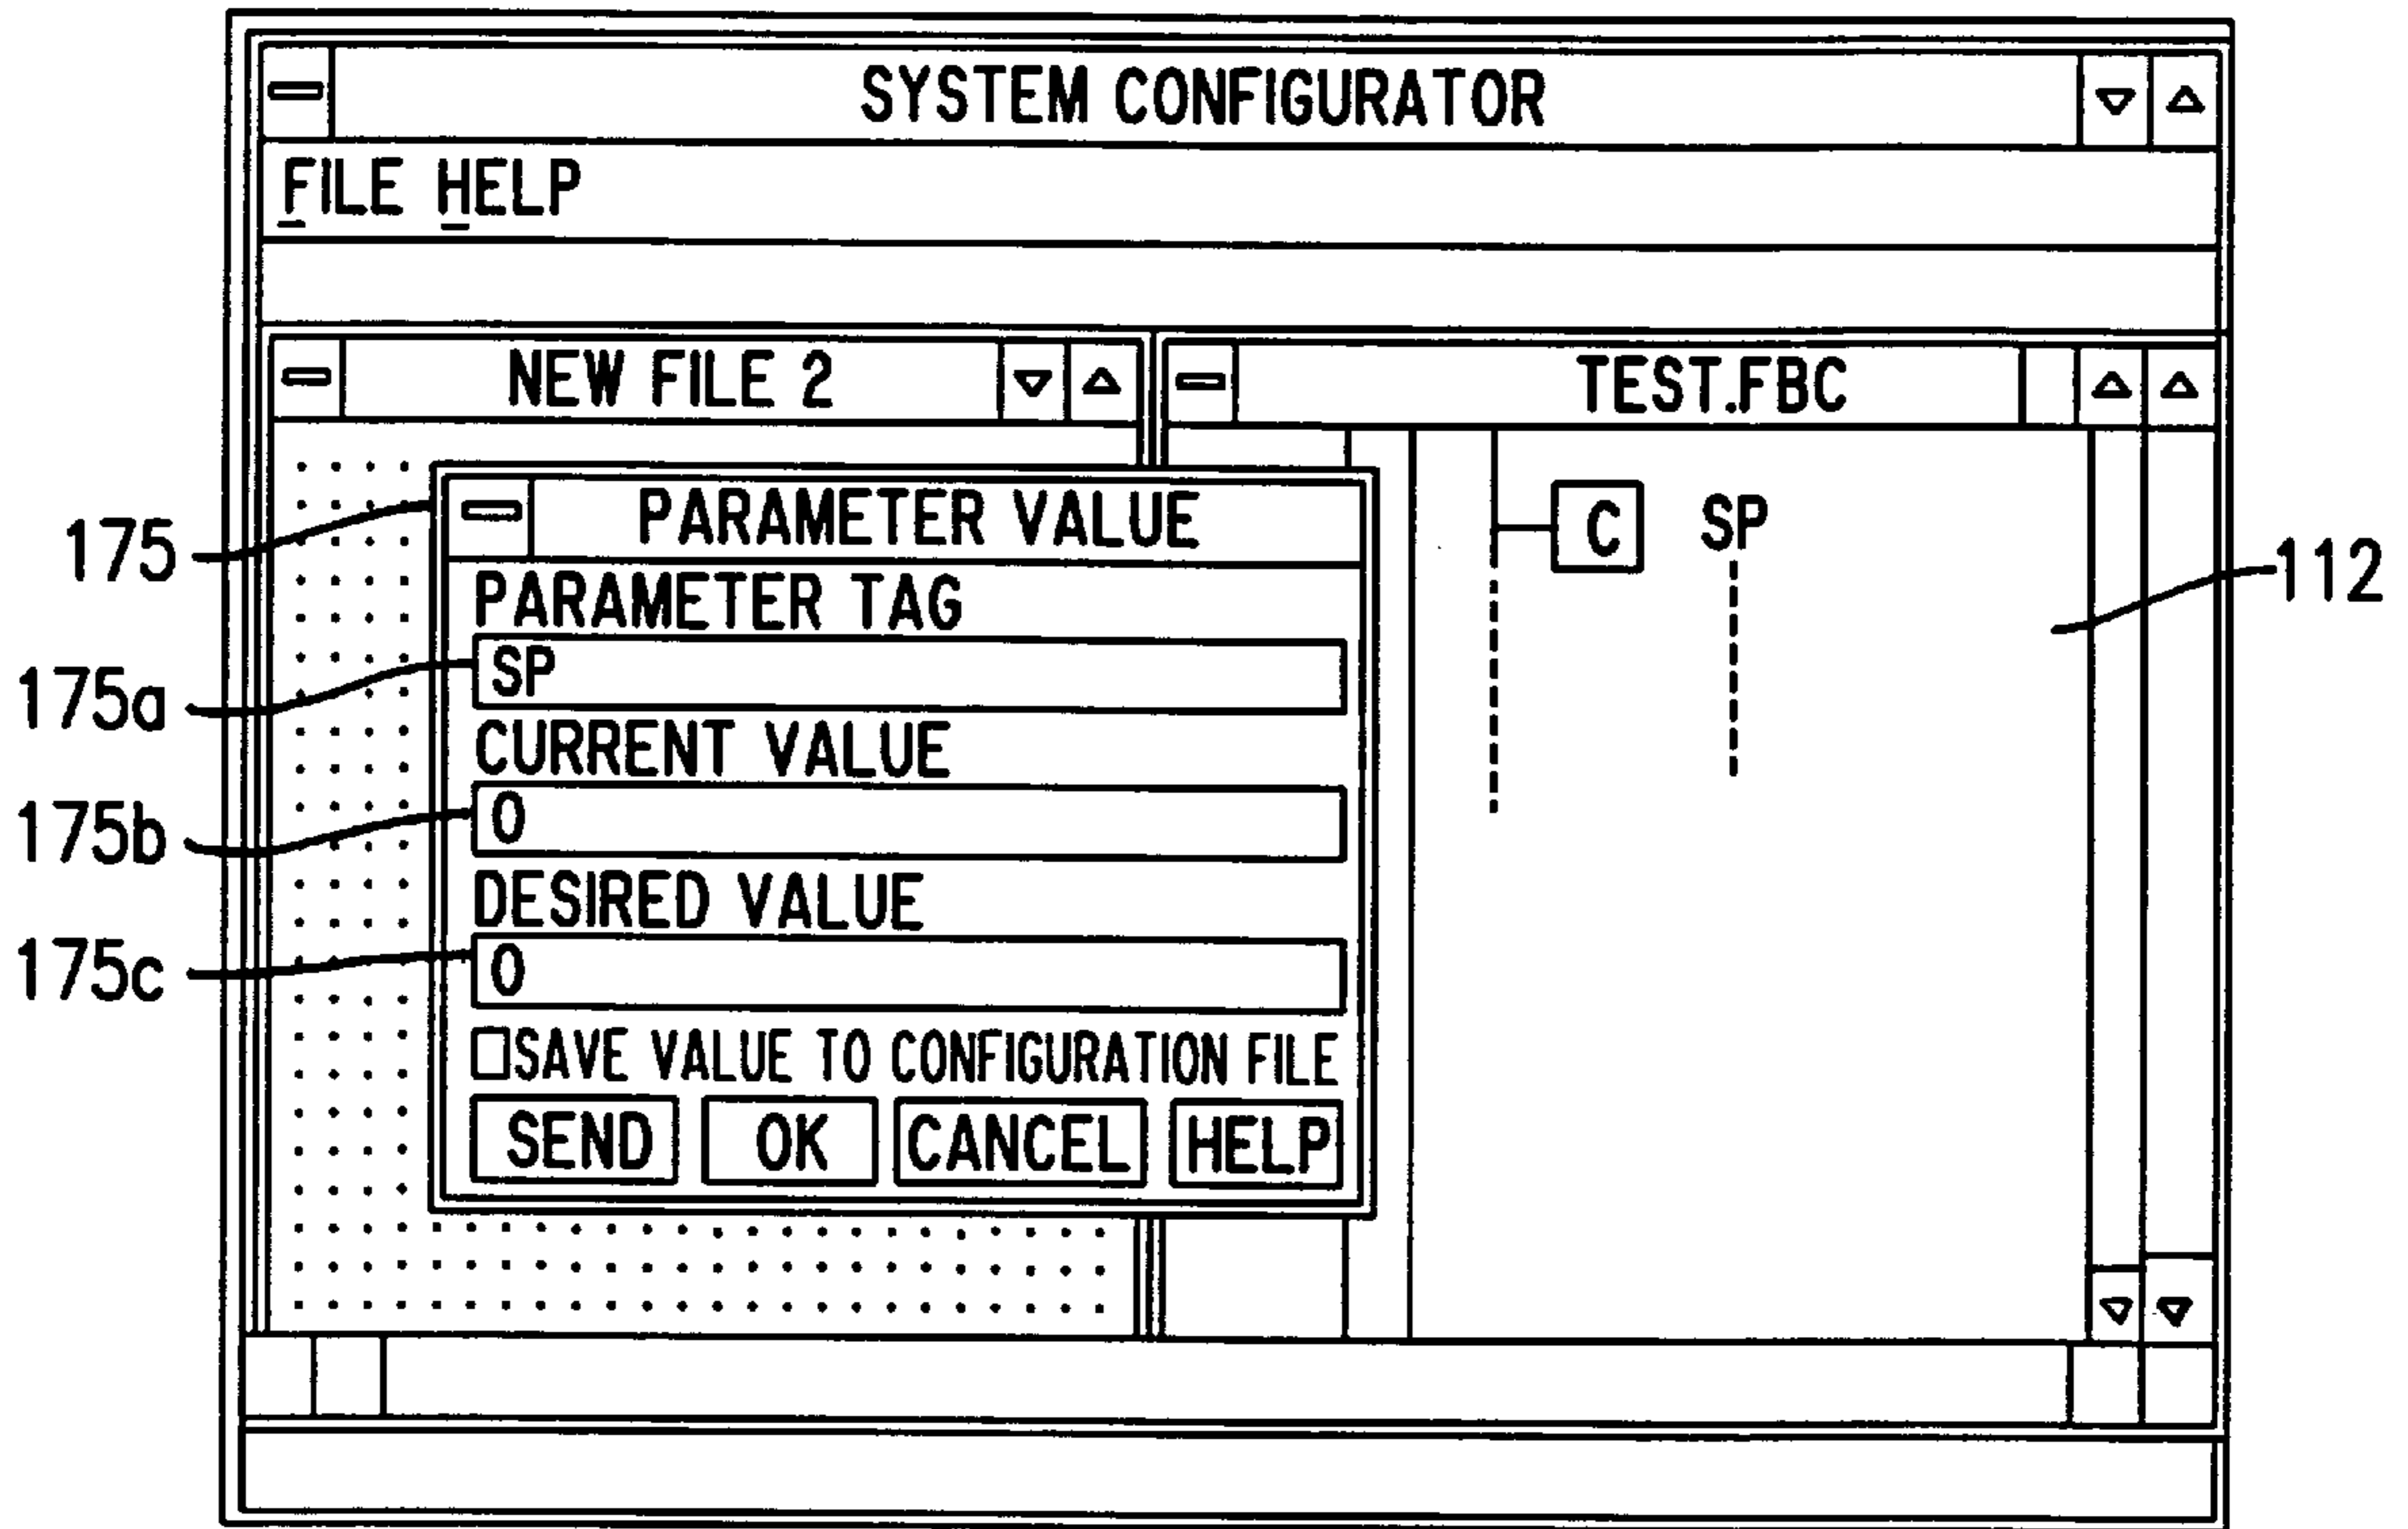 SYSTEM CONFIGURATOR
FILE HELP
NEW FILE 2
TEST.FBC
PARAMETER VALUE
C SP
175
112
PARAMETER TAG
175a
SP
CURRENT VALUE
175b
0
DESIRED VALUE
175c
0
SAVE VALUE TO CONFIGURATION FILE
SEND OK CANCEL HELP